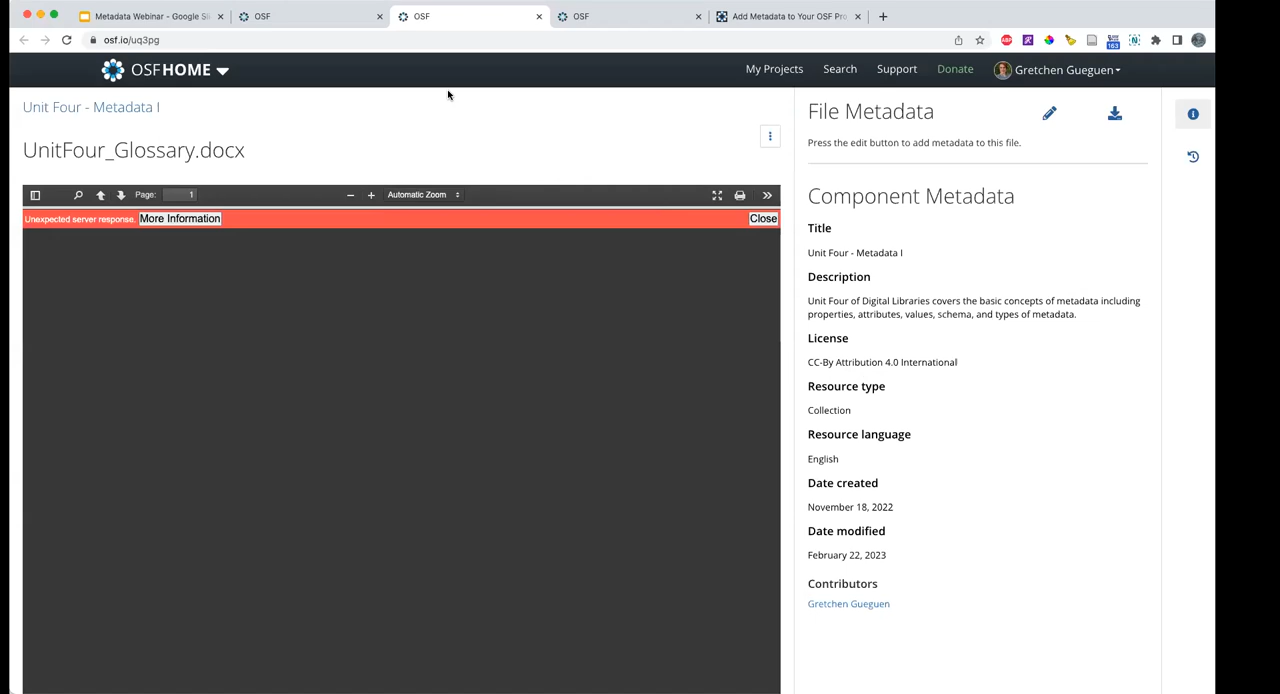 Metadata Webinar - Google Sli
OSF
OSF
OSF
Add Metadata to Your OSF Pro
osf.io/uq3pg
ABP
163
N
OSFHOME
My Projects
Search
Support
Donate
Gretchen Gueguen
Unit Four - Metadata I
UnitFour_Glossary.docx
Page:
1
Automatic Zoom
Unexpected server response.
More Information
Close
File Metadata
Press the edit button to add metadata to this file.
Component Metadata
Title
Unit Four - Metadata I
Description
Unit Four of Digital Libraries covers the basic concepts of metadata including
properties, attributes, values, schema, and types of metadata.
License
CC-By Attribution 4.0 International
Resource type
Collection
Resource language
English
Date created
November 18, 2022
Date modified
February 22, 2023
Contributors
Gretchen Gueguen